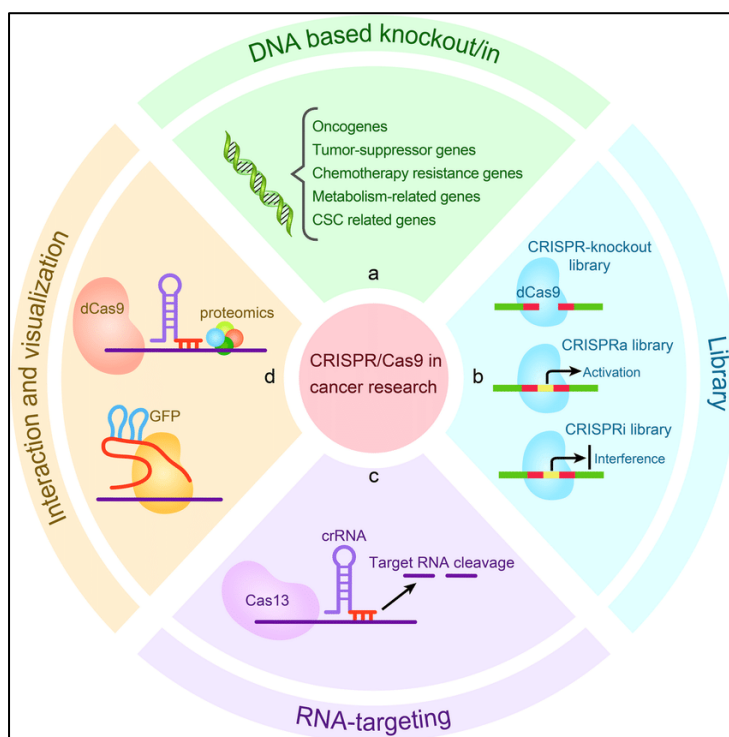 DNA based knockout/in
Oncogenes
Tumor-suppressor genes
Chemotherapy resistance genes
Metabolism-related genes
CSC related genes
a
Library
CRISPR-knockout
library
dCas9
CRISPRa library
Activation
CRISPRi library
Interference
b
CRISPR/Cas9 in
cancer research
c
crRNA
Target RNA cleavage
Cas13
RNA-targeting
d
dCas9
proteomics
GFP
Interaction and visualization